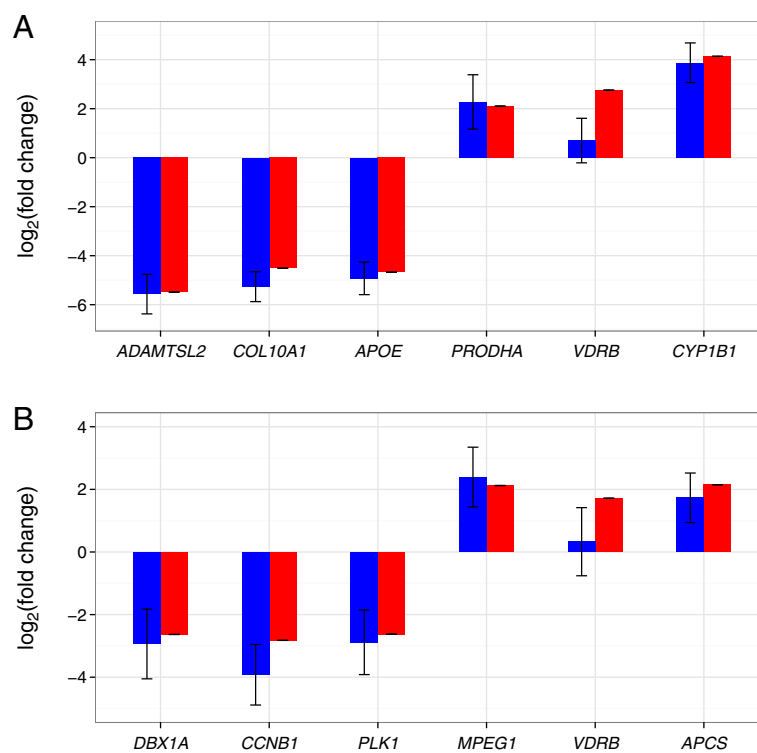 A
log2(fold change)
4
2
0
−2
−4
−6
ADAMTSL2 COL10A1 APOE PRODHA VDRB CYP1B1
B
log2(fold change)
4
2
0
−2
−4
DBX1A CCNB1 PLK1 MPEG1 VDRB APCS